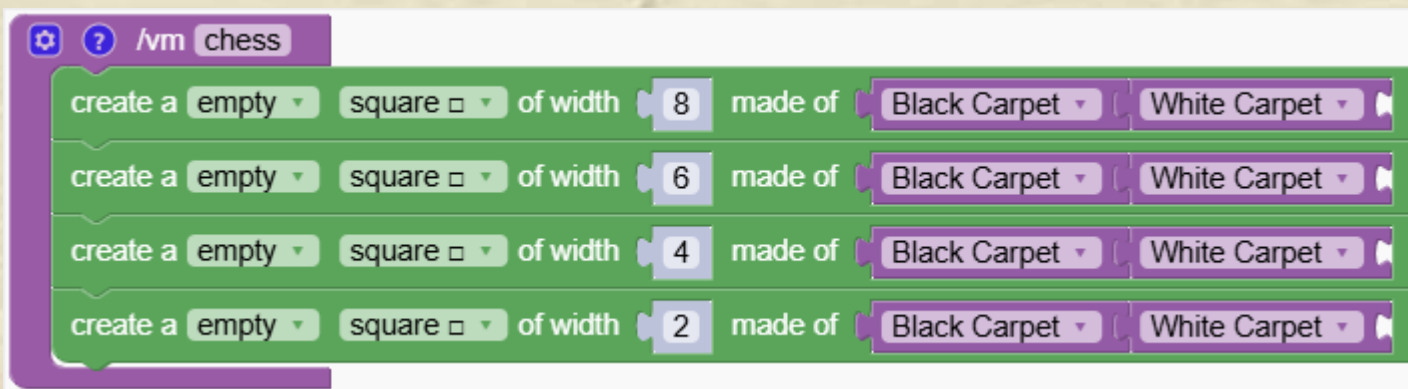 ? /vm chess
create a empty square □ of width 8 made of Black Carpet White Carpet
create a empty square □ of width 6 made of Black Carpet White Carpet
create a empty square □ of width 4 made of Black Carpet White Carpet
create a empty square □ of width 2 made of Black Carpet White Carpet